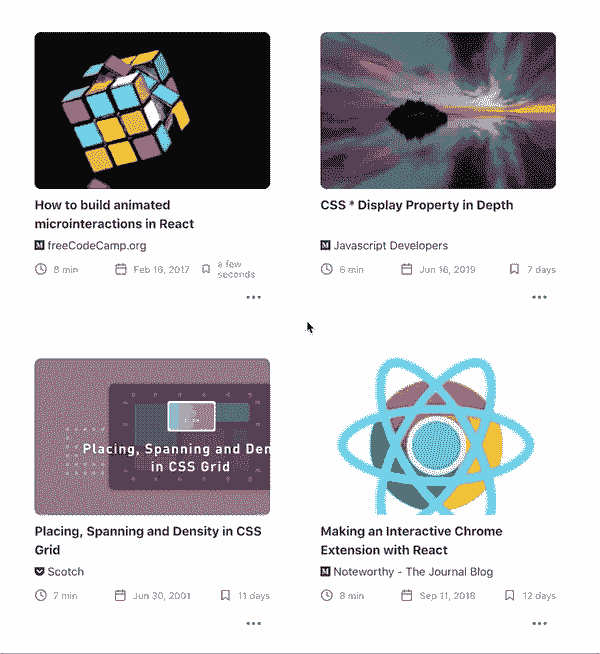 How to build animated
microinteractions in React
freeCodeCamp.org
8 min
Feb 16, 2017
a few
seconds
CSS * Display Property in Depth
Javascript Developers
6 min
Jun 16, 2019
7 days
Placing, Spanning and Den
in CSS Grid
Placing, Spanning and Density in CSS
Grid
Scotch
7 min
Jun 30, 2001
11 days
Making an Interactive Chrome
Extension with React
Noteworthy - The Journal Blog
8 min
Sep 11, 2018
12 days